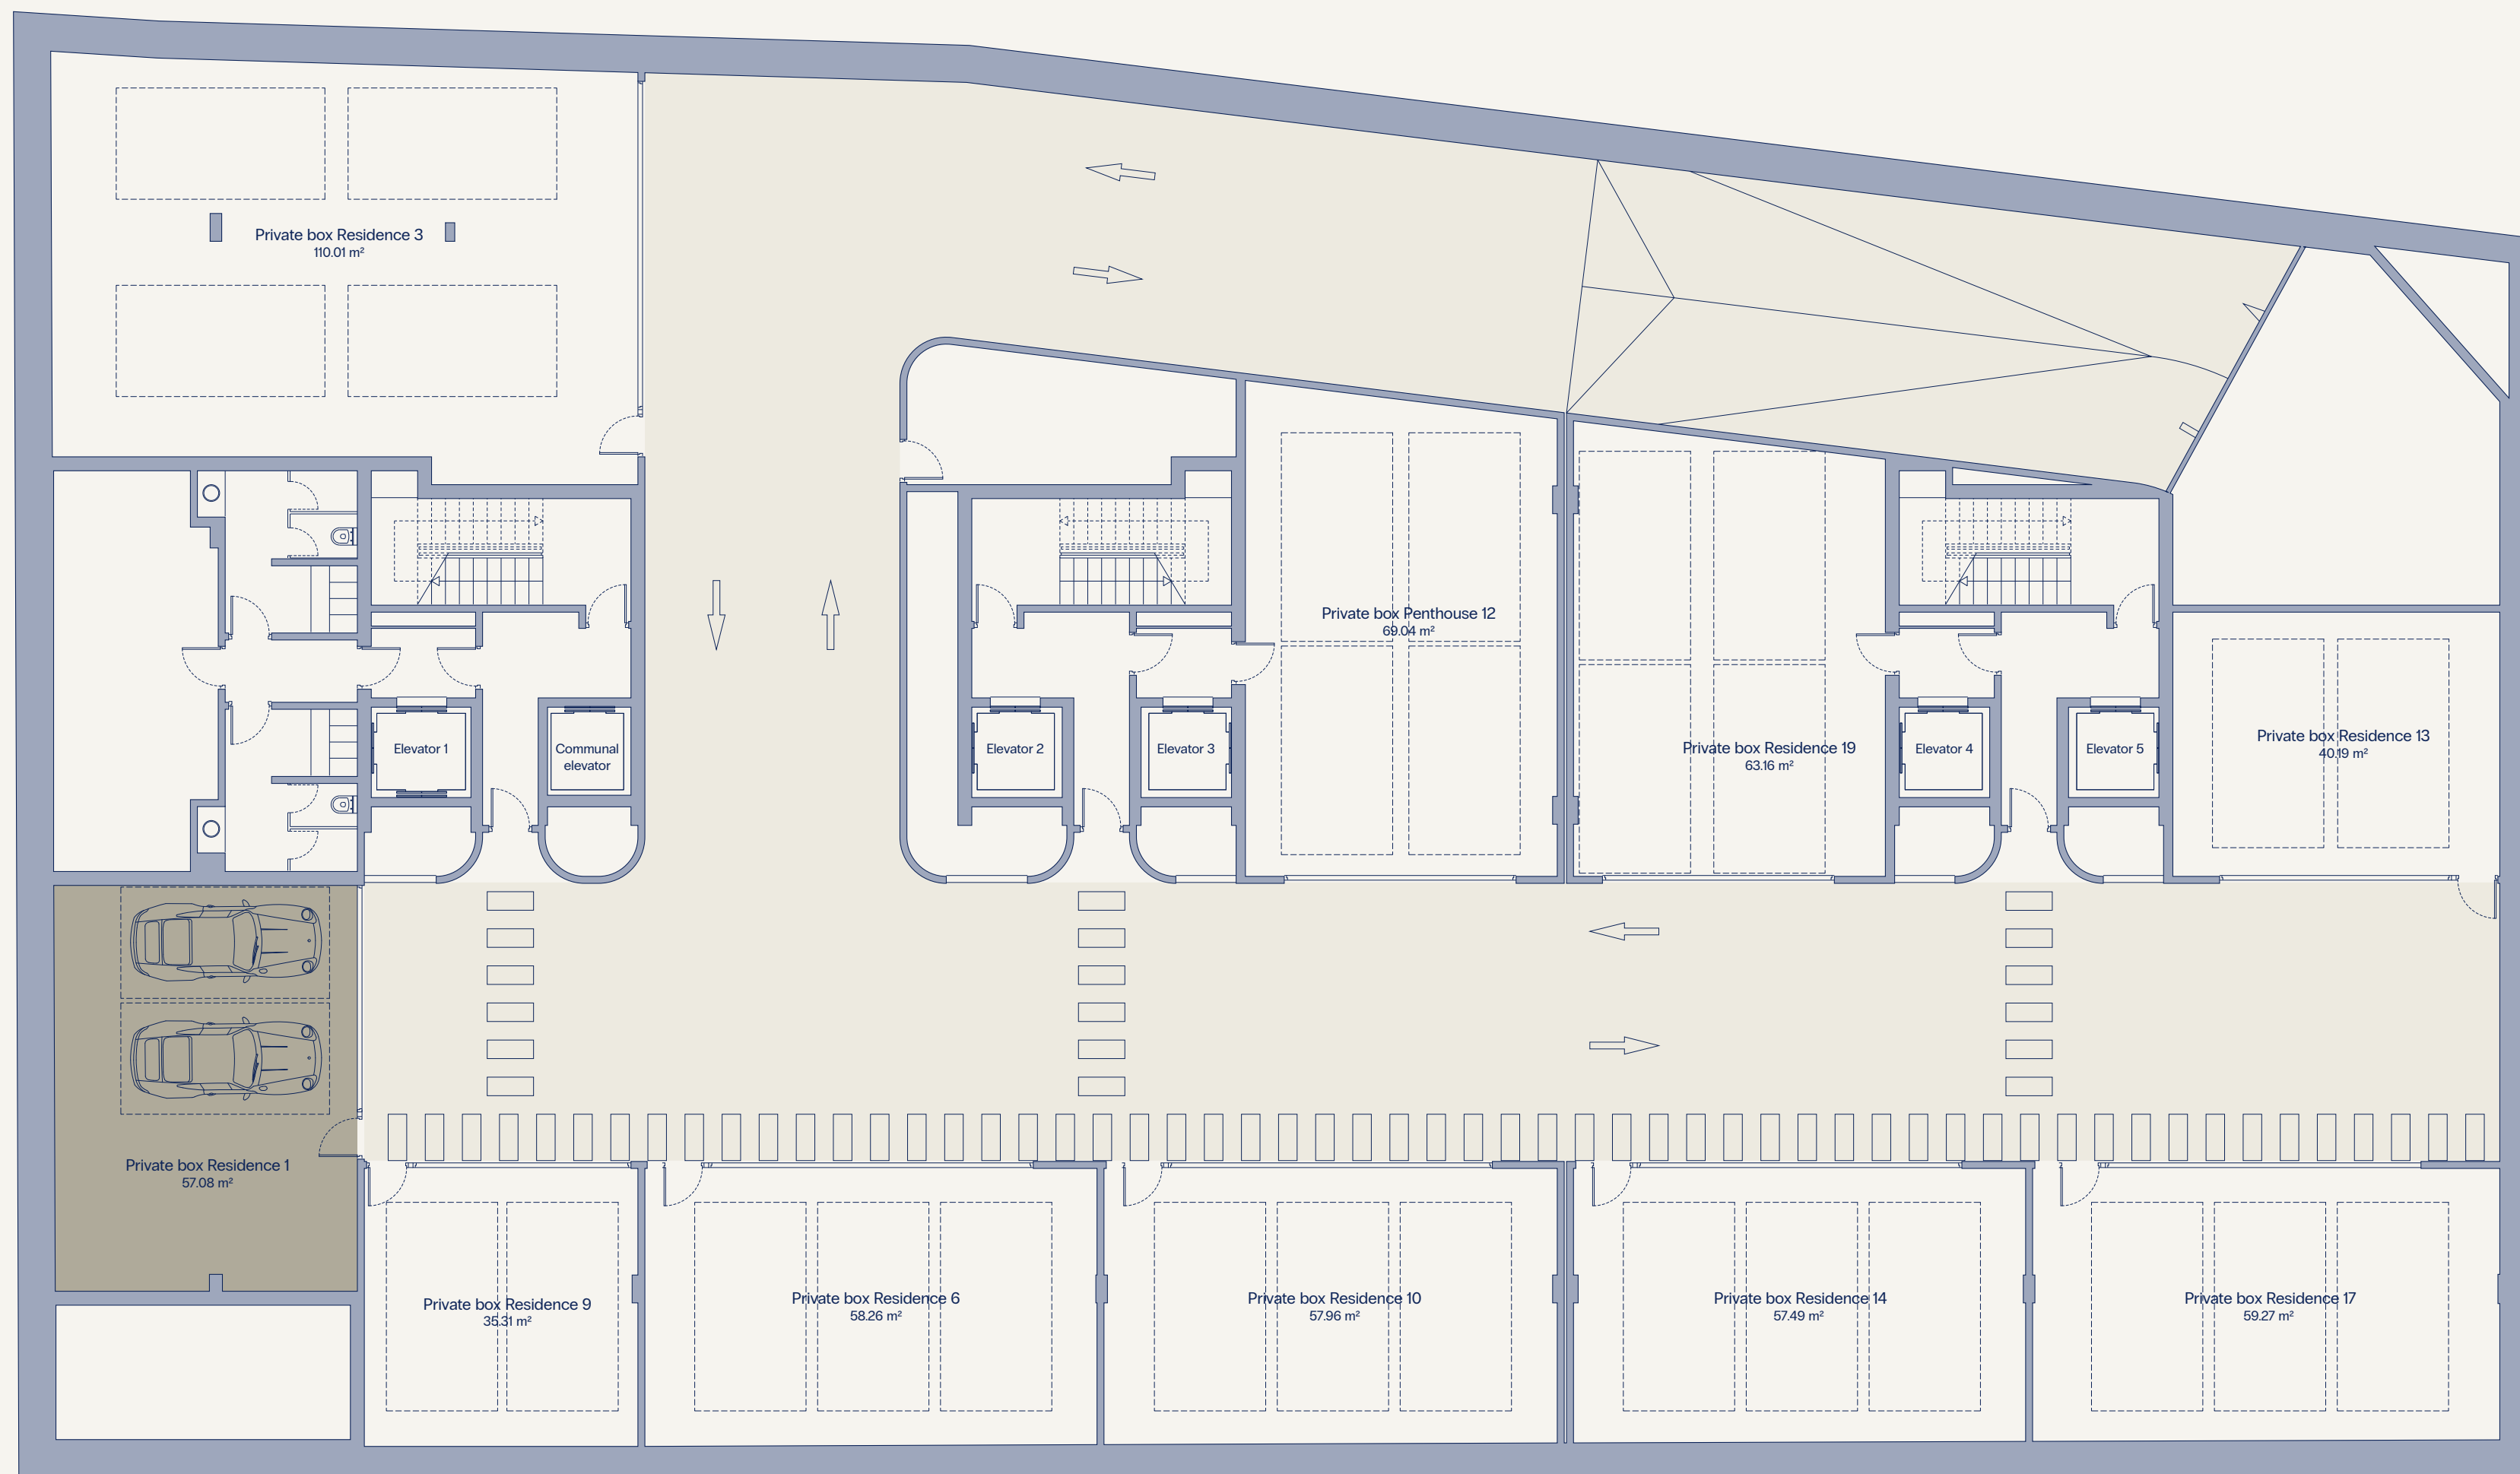 Private box Residence 3
110.01 m²
Private box Penthouse 12
69.04 m²
Private box Residence 19
63.16 m²
Private box Residence 13
40.19 m²
Elevator 1
Communal
elevator
Elevator 2
Elevator 3
Elevator 4
Elevator 5
Private box Residence 1
57.08 m²
Private box Residence 9
35.31 m²
Private box Residence 6
58.26 m²
Private box Residence 10
57.96 m²
Private box Residence 14
57.49 m²
Private box Residence 17
59.27 m²